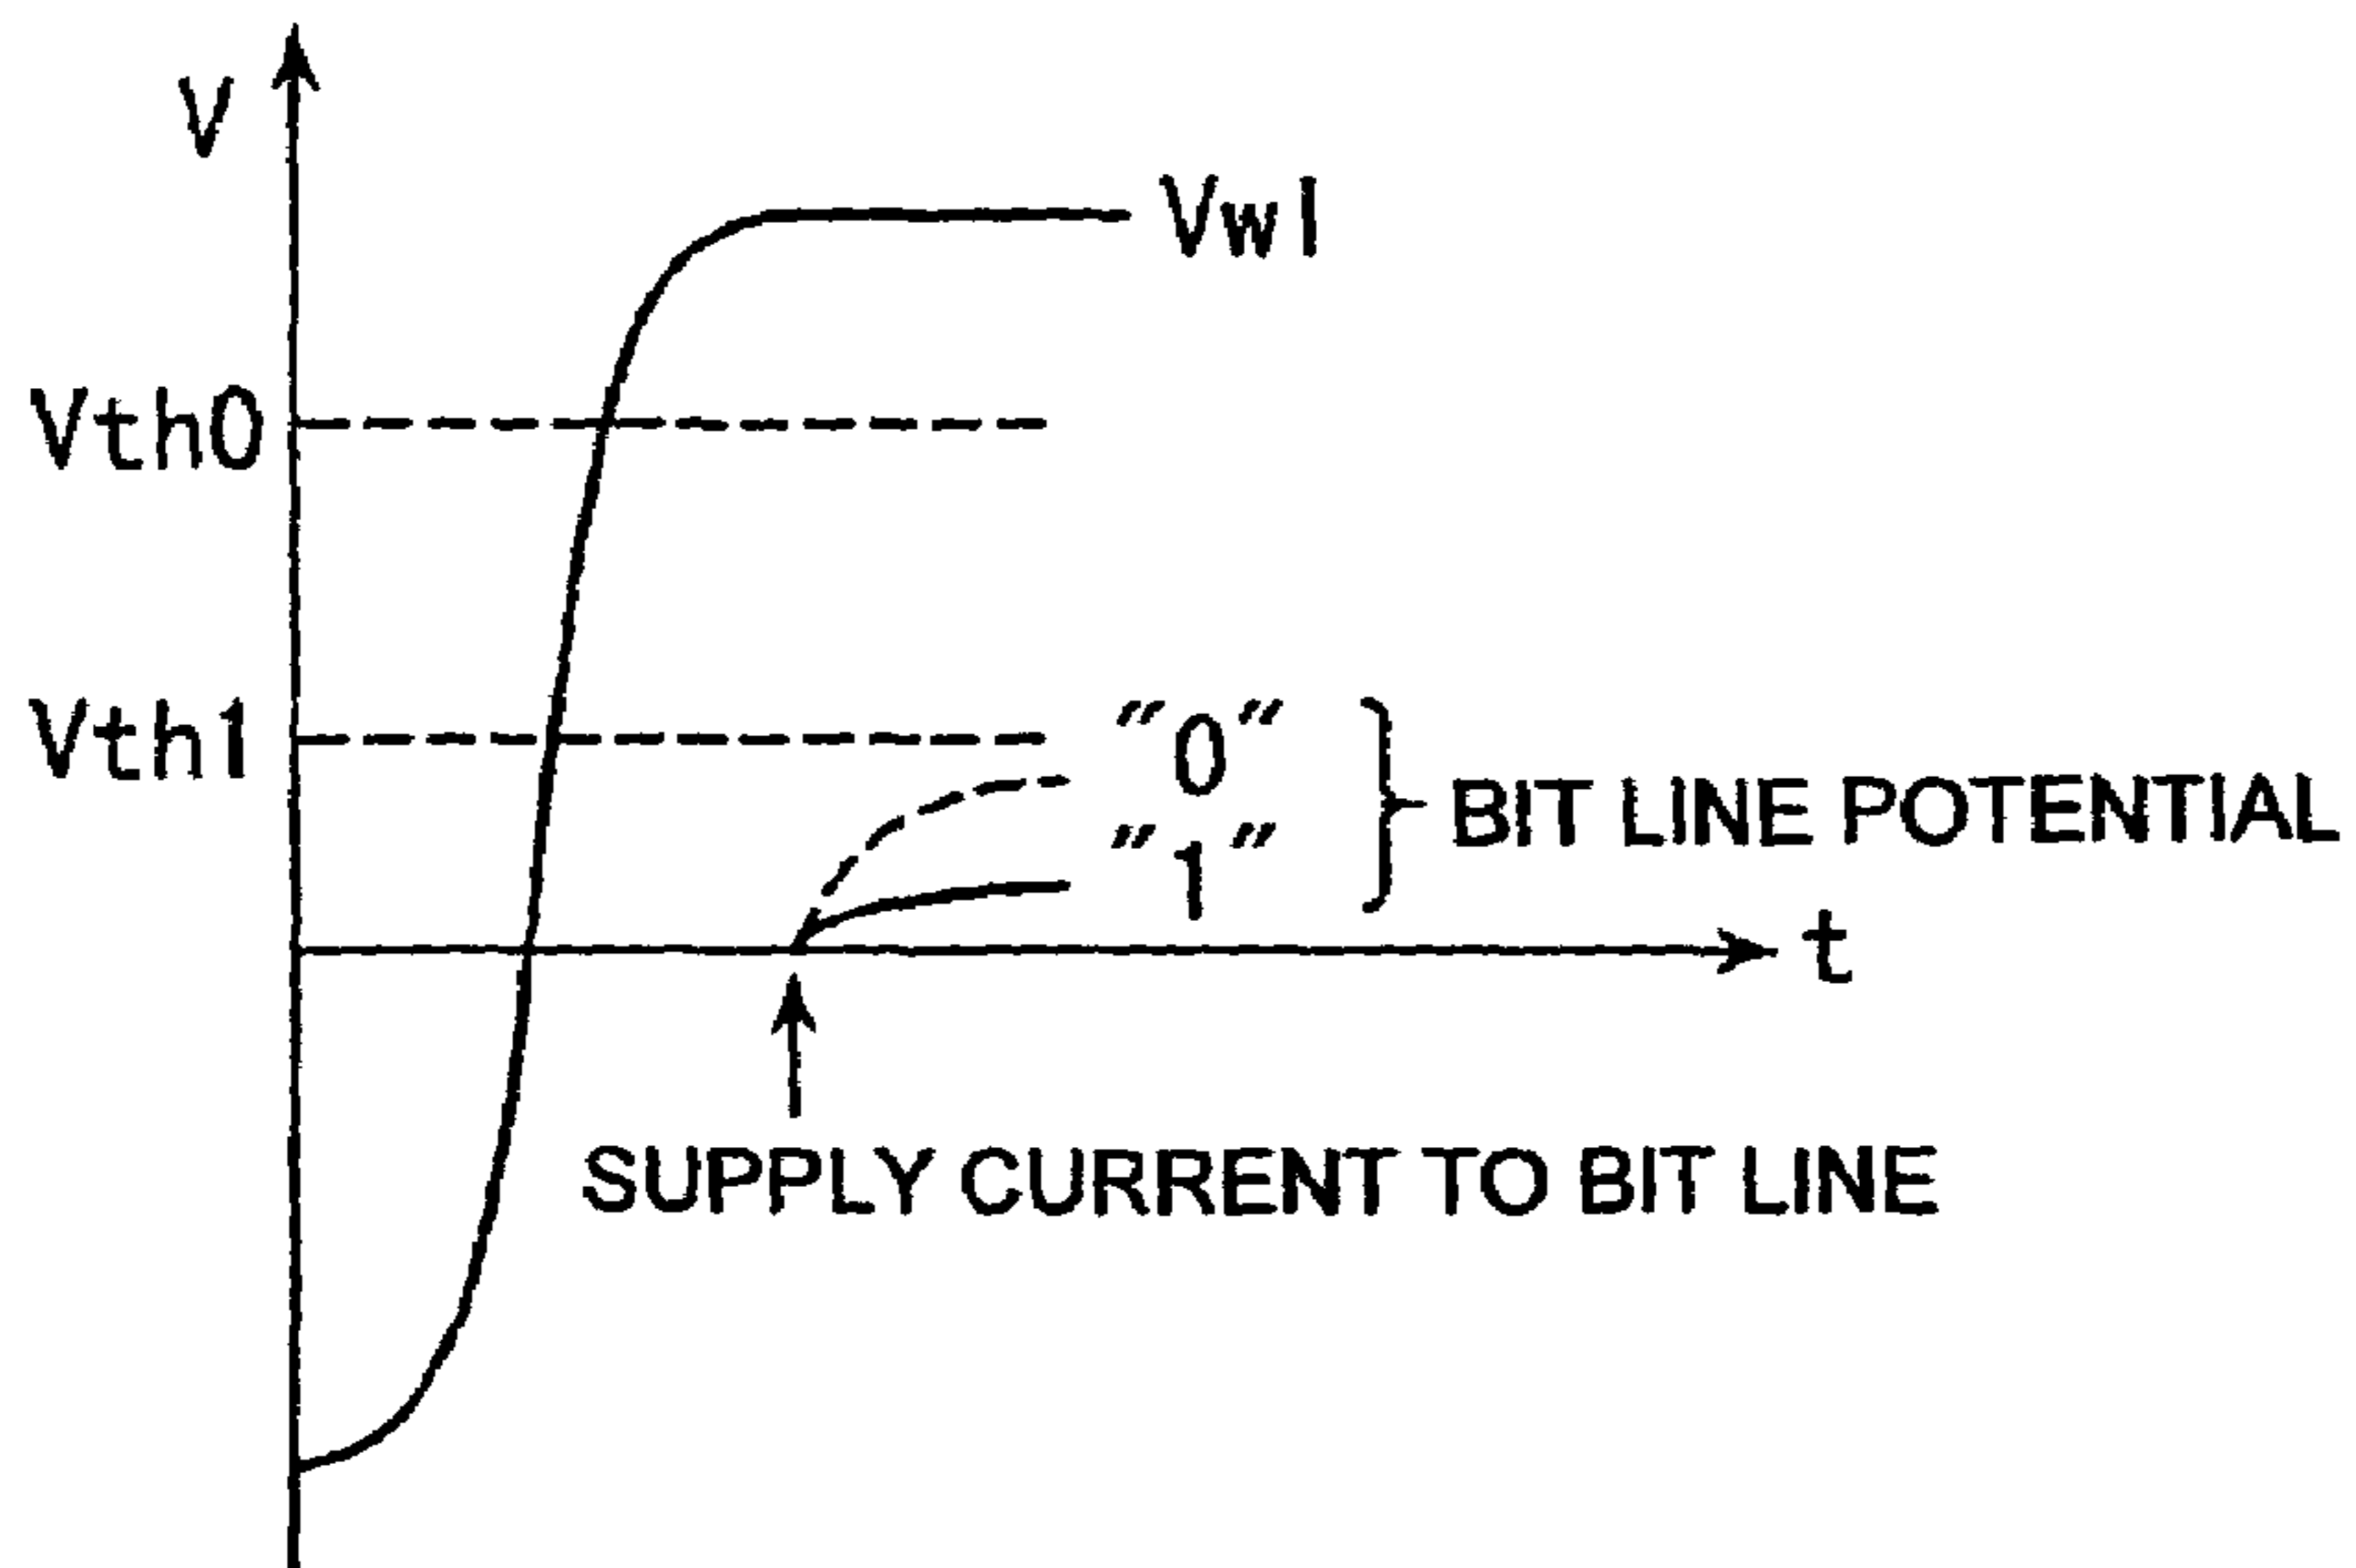 V
Vwl
Vth0
Vth1
"0"
"1"
BIT LINE POTENTIAL
t
SUPPLY CURRENT TO BIT LINE